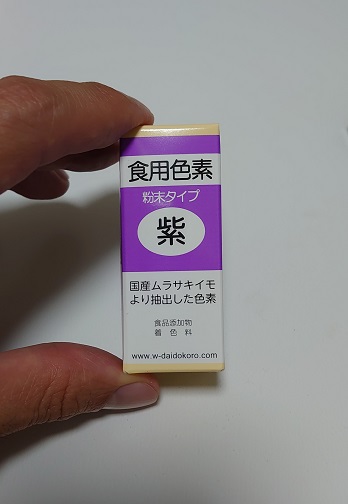 食用色素
粉末タイプ
紫
国産ムラサキイモ
より抽出した色素
食品添加物
着色料
www.w-daidokoro.com